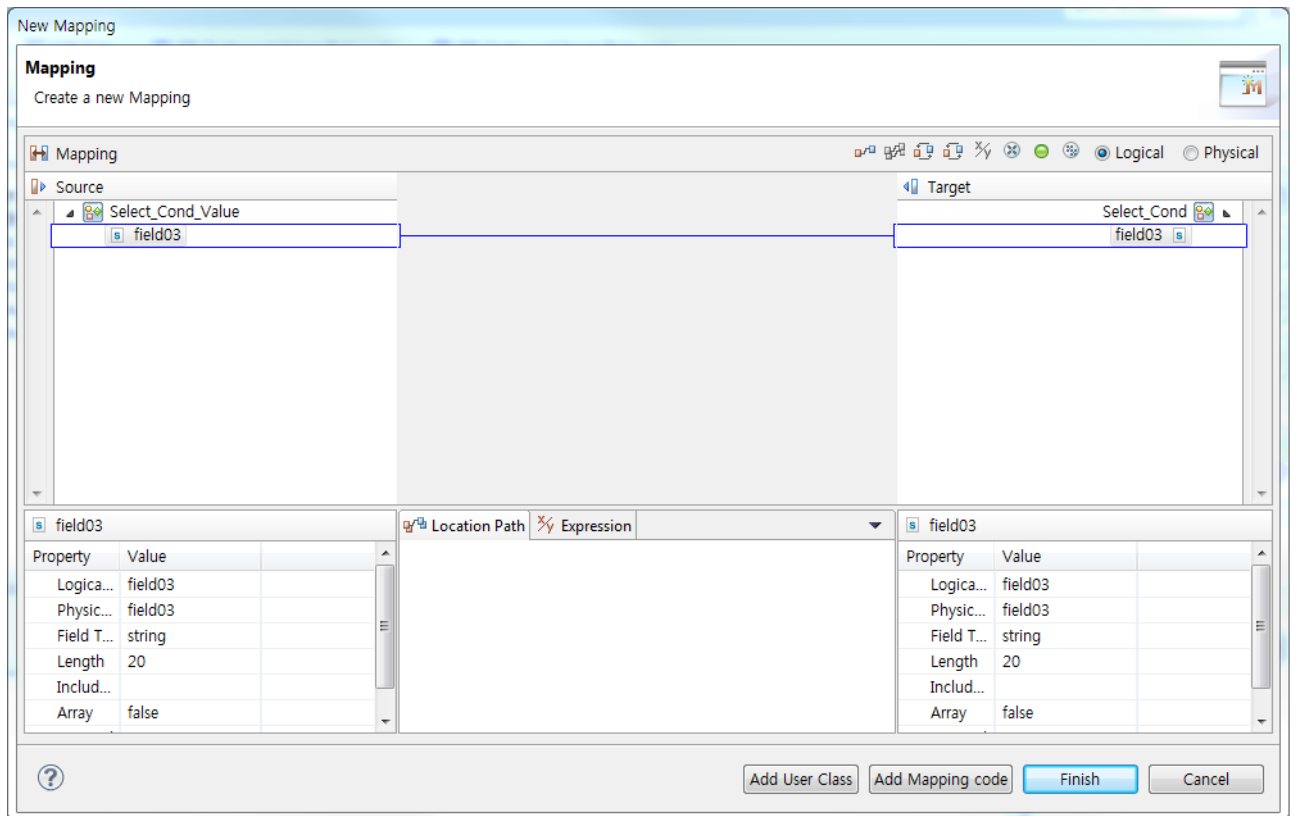 New Mapping
Mapping
Create a new Mapping
Mapping
Logical Physical
Source
Target
Select_Cond_Value
Select_Cond
field03
field03
field03
Location Path Expression
field03
Property Value
Property Value
Logica... field03
Logica... field03
Physic... field03
Physic... field03
Field T... string
Field T... string
Length 20
Length 20
Includ...
Includ...
Array false
Array false
Add User Class Add Mapping code Finish Cancel